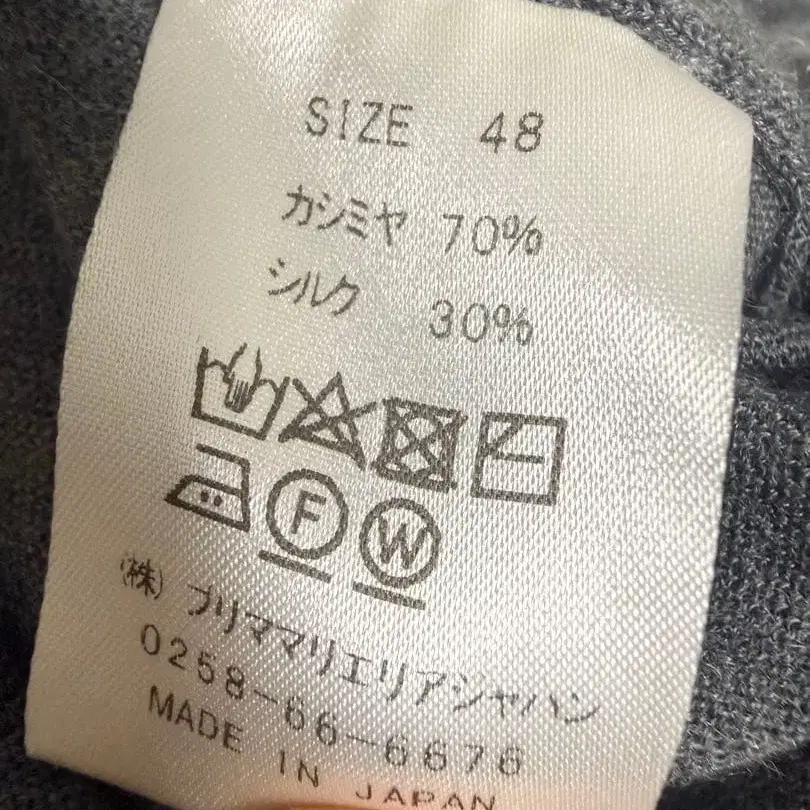 SIZE 48
カシミヤ 70%
シルク 30%
F W
(株) プリママリエリアジャパン
0258-66-6676
MADE IN JAPAN